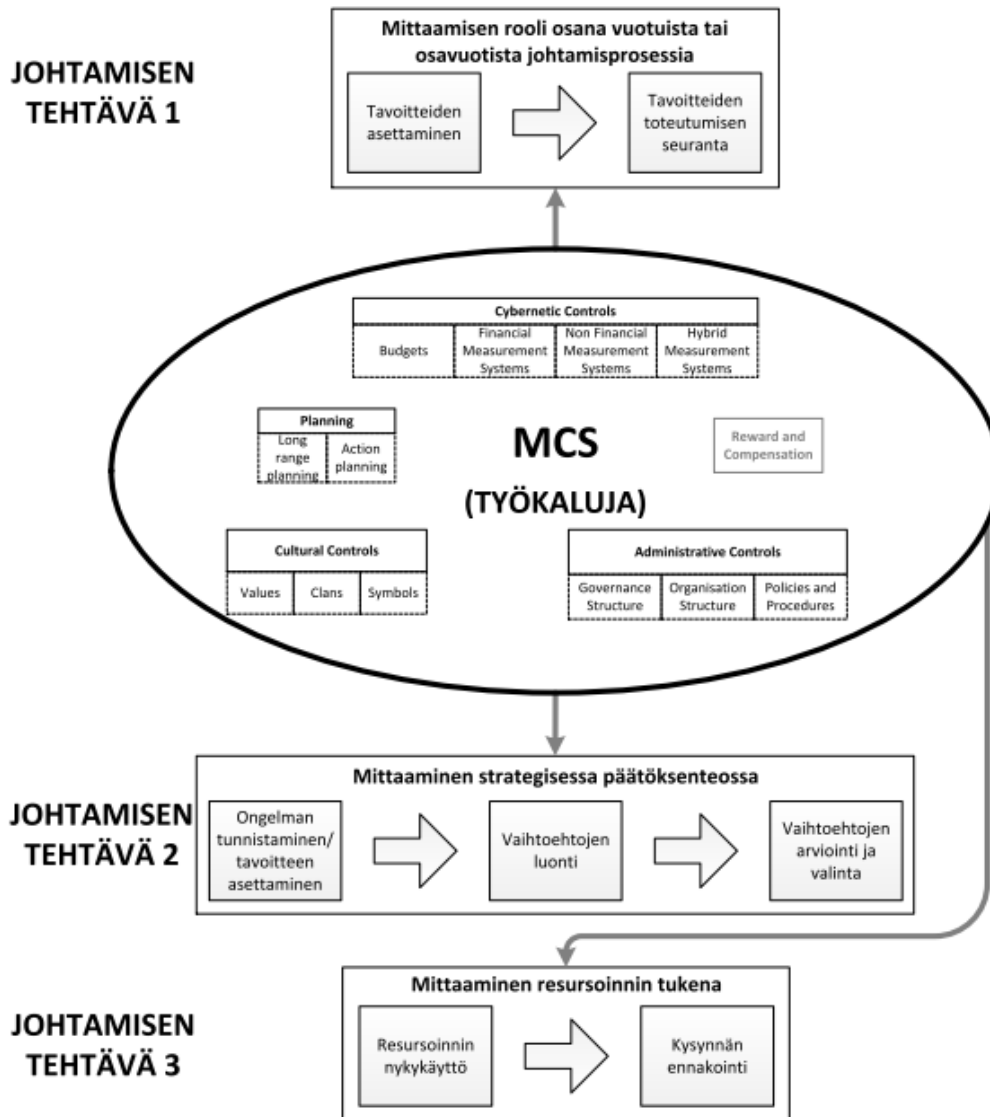 Mittaamisen rooli osana vuotuista tai
osavuotista johtamisprosessia
JOHTAMISEN
TEHTÄVÄ 1
Tavoitteiden
asettaminen
Tavoitteiden
toteutumisen
seuranta
Cybernetic Controls
Budgets
Financial
Measurement
Systems
Non Financial
Measurement
Systems
Hybrid
Measurement
Systems
Planning
Long
range
planning
Action
planning
MCS
(TYÖKALUJA)
Reward and
Compensation
Cultural Controls
Values
Clans
Symbols
Administrative Controls
Governance
Structure
Organisation
Structure
Policies and
Procedures
JOHTAMISEN
TEHTÄVÄ 2
Mittaaminen strategisessa päätöksenteossa
Ongelman
tunnistaminen/
tavoitteen
asettaminen
Vaihtoehtojen
luonti
Vaihtoehtojen
arviointi ja
valinta
JOHTAMISEN
TEHTÄVÄ 3
Mittaaminen resursoinnin tukena
Resursoinnin
nykykäyttö
Kysynnän
ennakointi